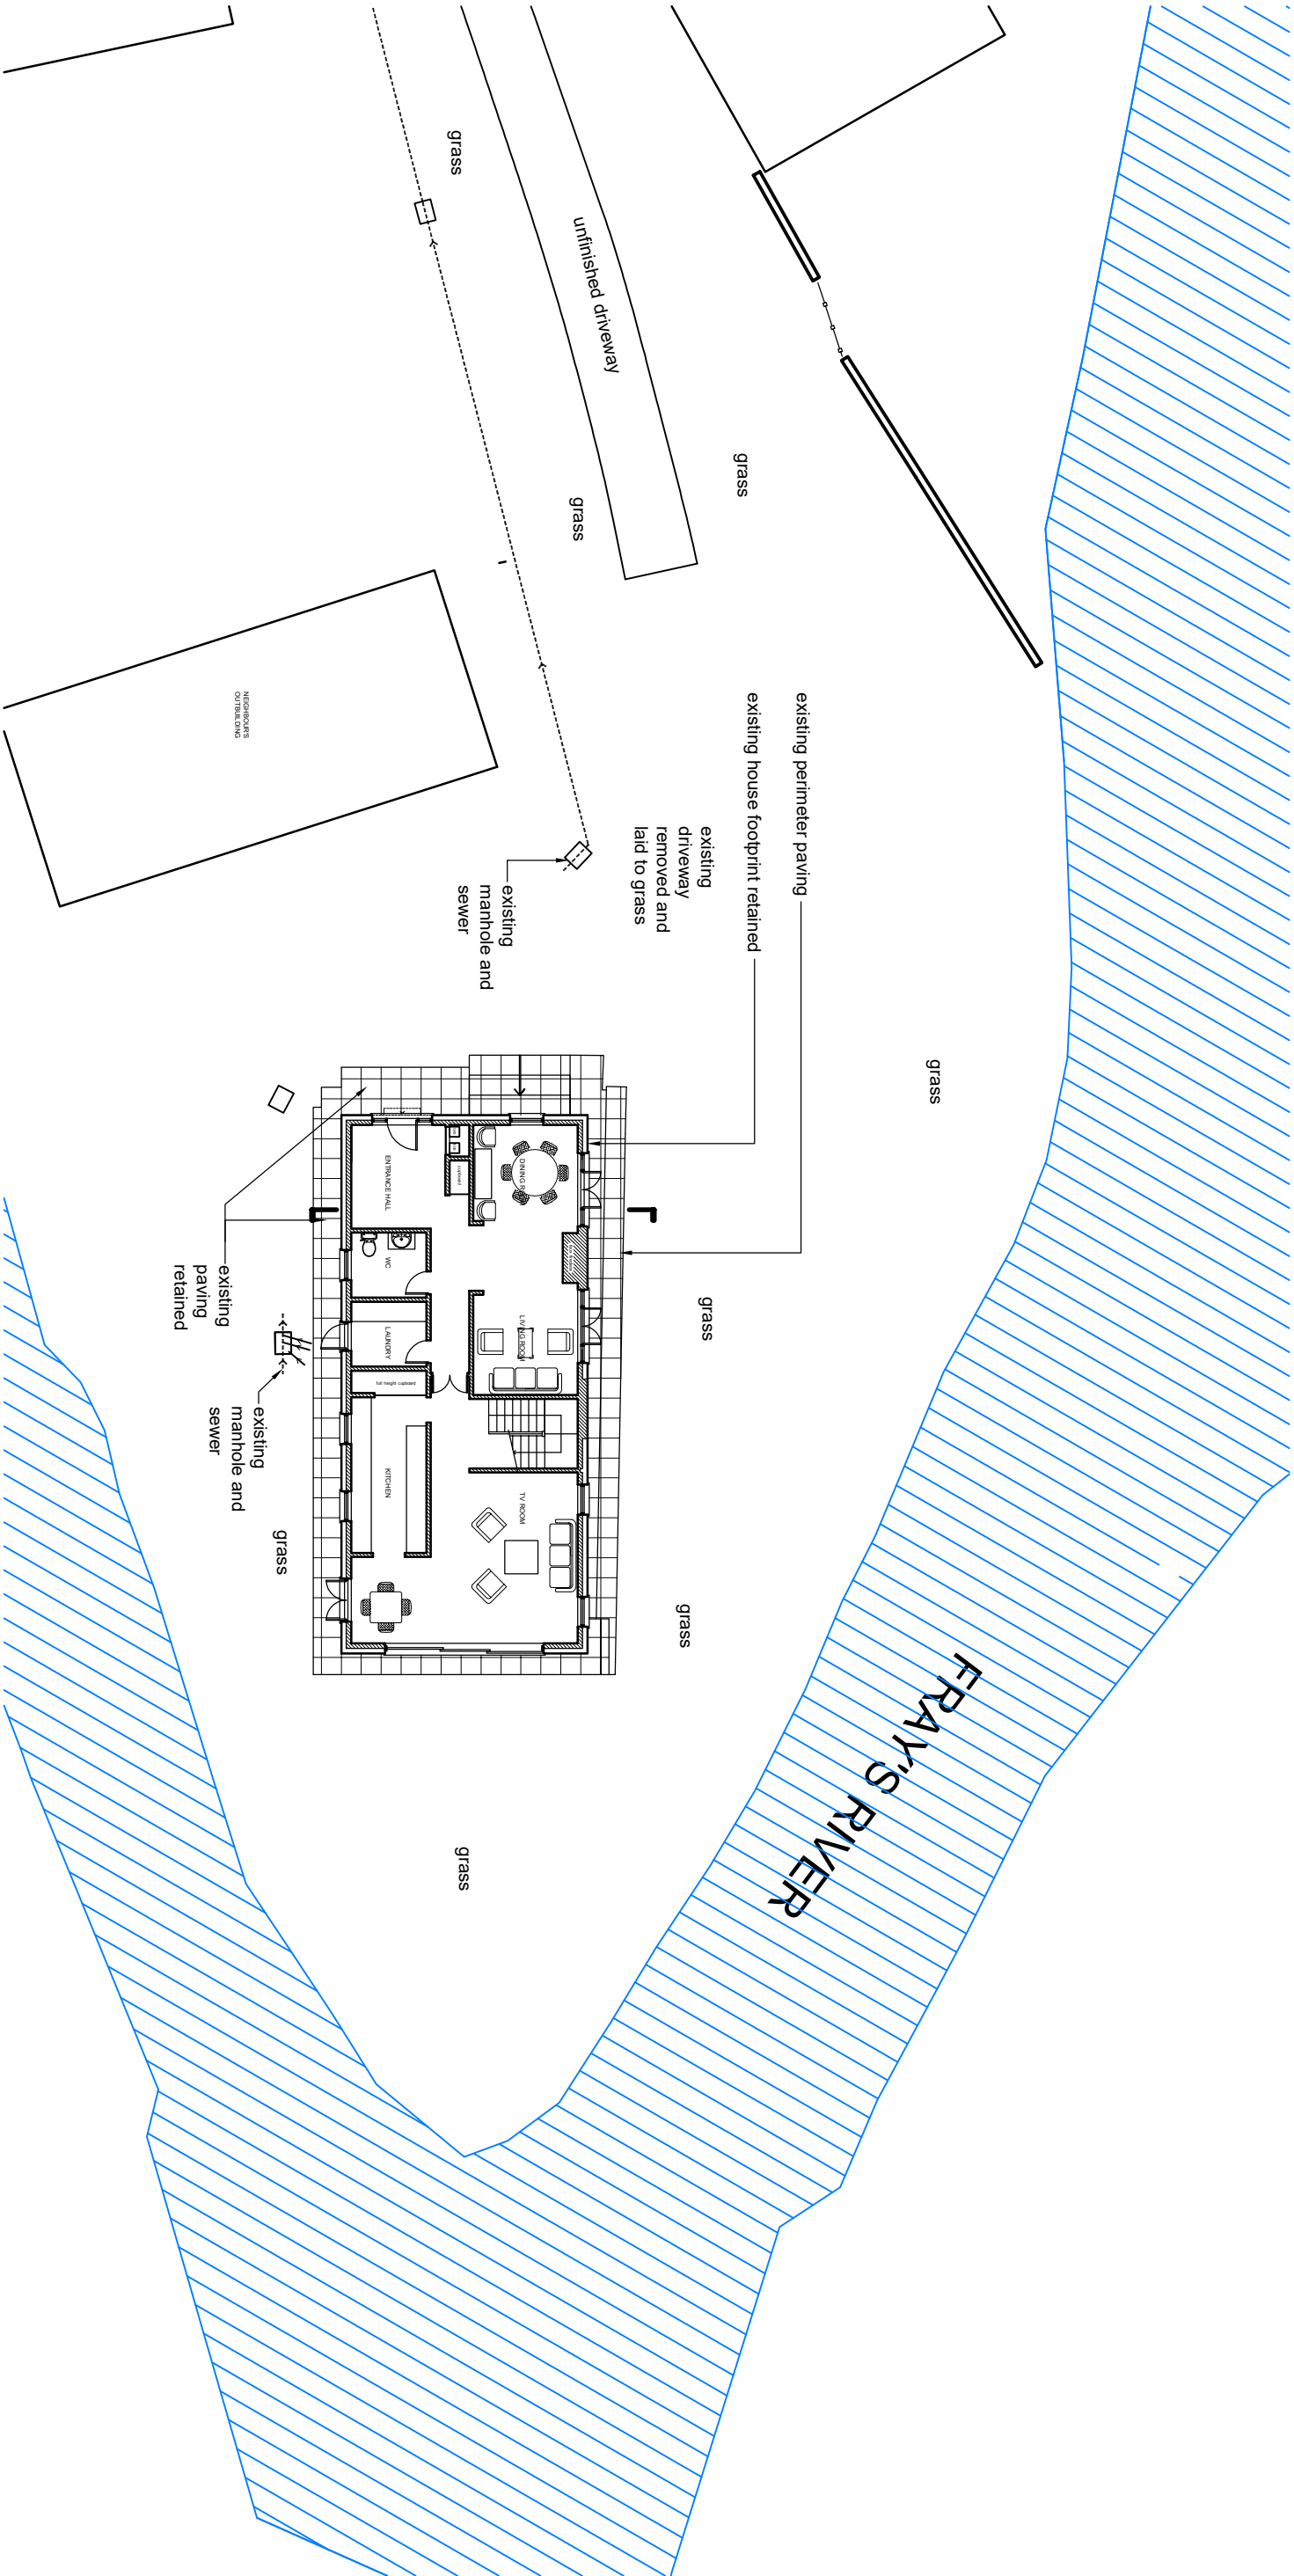 grass
unfinished driveway
grass
grass
NEIGHBOUR'S
OUTBUILDING
existing perimeter paving
existing house footprint retained
existing
driveway
removed and
laid to grass
existing
manhole and
sewer
grass
DINING R
cupboard
ENTRANCE HALL
WC
LIVING ROOM
LAUNDRY
full height cupboard
KITCHEN
TV ROOM
existing
paving
retained
existing
manhole and
sewer
grass
grass
grass
grass
FRAY'S RIVER